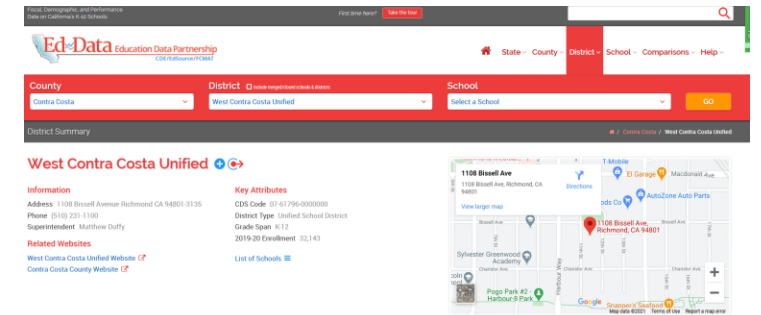 Fiscal, Demographic, and Performance
Data on California's K-12 Schools
First time here? Take the tour
Ed-Data Education Data Partnership
CDE/EdSource/FCMAT
State County District School Comparisons Help
County District Include merged/closed schools & districts School
Contra Costa West Contra Costa Unified Select a School GO
District Summary / Contra Costa / West Contra Costa Unified
West Contra Costa Unified
Information
Address 1108 Bissell Avenue Richmond CA 94801-3135
Phone (510) 231-1100
Superintendent Matthew Duffy
Related Websites
West Contra Costa Unified Website
Contra Costa County Website
Key Attributes
CDS Code 07-61796-0000000
District Type Unified School District
Grade Span K-12
2019-20 Enrollment 32,143
List of Schools
1108 Bissell Ave
1108 Bissell Ave, Richmond, CA
94801
Directions
View larger map
T-Mobile
El Garage
Macdonald Ave
AutoZone Auto Parts
ods Co
Bissell Ave
1108 Bissell Ave,
Richmond, CA 94801
Bissell Ave
Sylvester Greenwood
Academy
Chanslor Ave
Chanslor Ave
Harbour Way
Pogo Park #2 -
Harbour-8 Park
Google
Snapper's Seafood
Map data ©2021 Terms of Use Report a map error